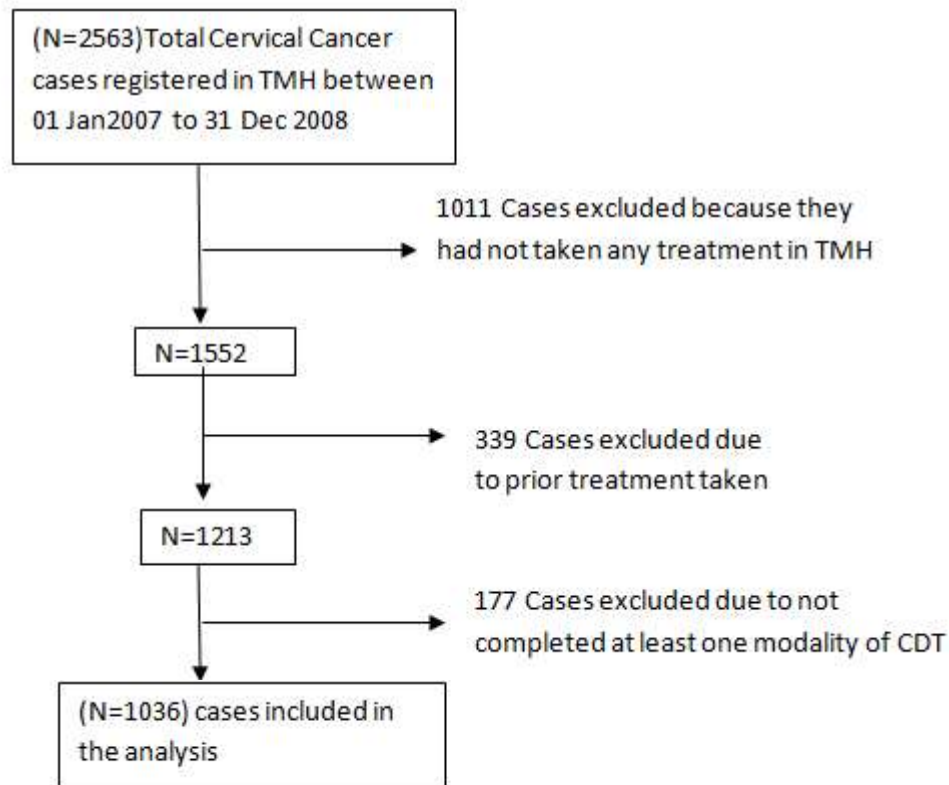 (N=2563)Total Cervical Cancer
cases registered in TMH between
01 Jan2007 to 31 Dec 2008
1011 Cases excluded because they
had not taken any treatment in TMH
N=1552
339 Cases excluded due
to prior treatment taken
N=1213
177 Cases excluded due to not
completed at least one modality of CDT
(N=1036) cases included in
the analysis